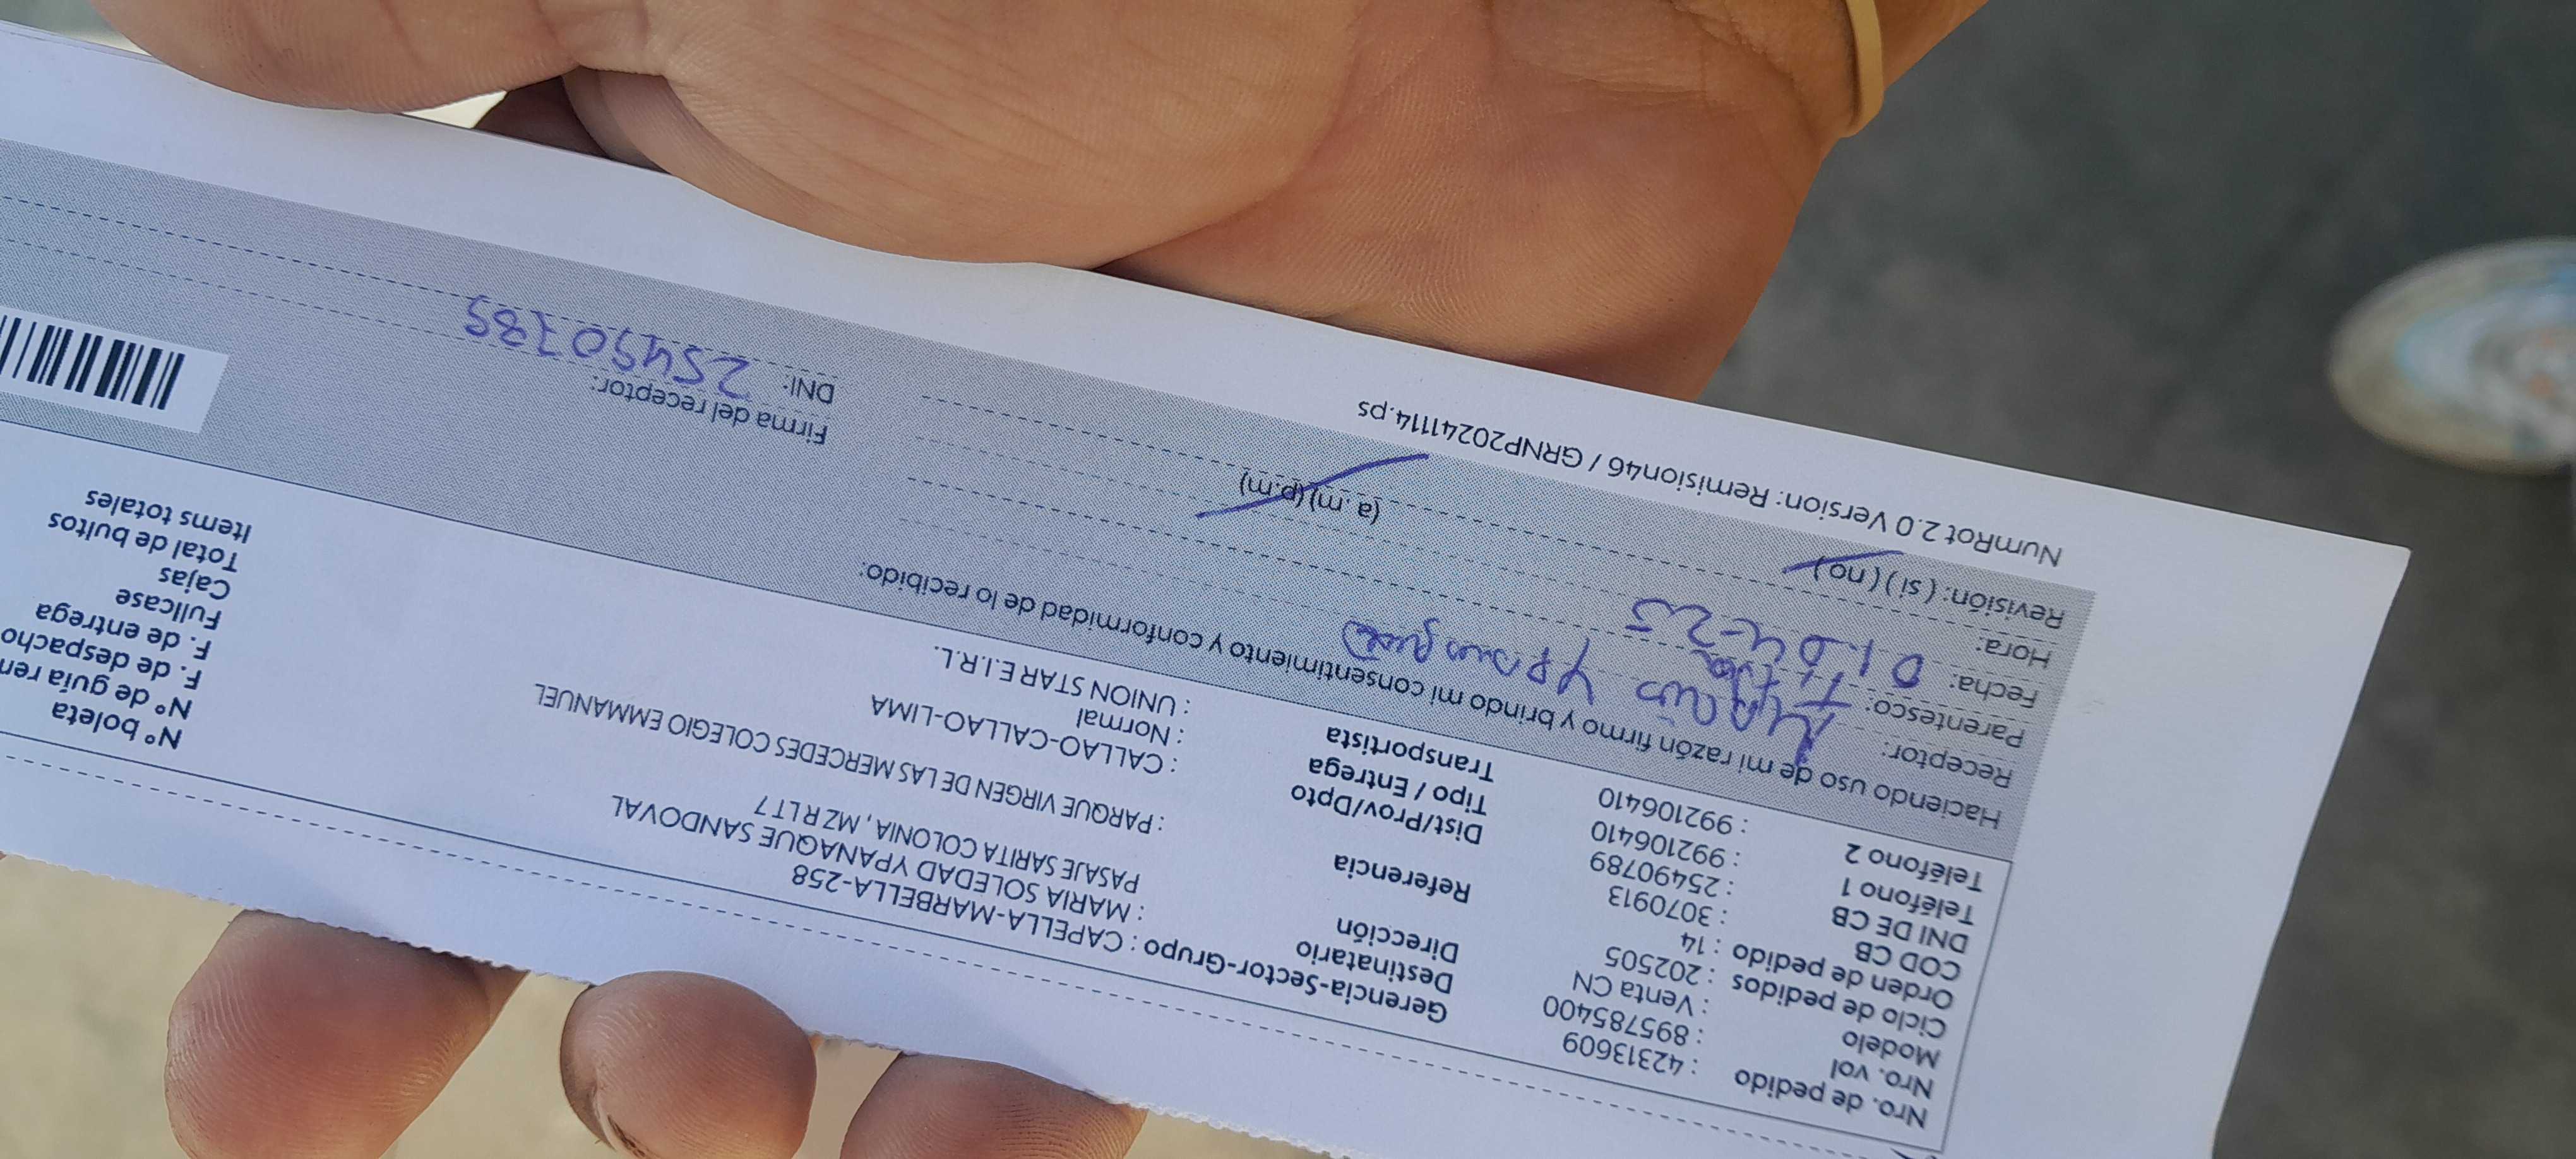 Nro. de pedido : 42313609
Nro. vol : 895785400
Modelo : Venta CN
Ciclo de pedidos : 202505
Orden de pedido : 14
COD CB : 3070913
DNI DE CB : 25490789
Teléfono 1 : 992106410
Teléfono 2 : 992106410
Gerencia-Sector-Grupo : CAPELLA-MARBELLA-258
Destinatario : MARIA SOLEDAD YPANAQUE SANDOVAL
Dirección PASAJE SARITA COLONIA, MZ R LT 7
Referencia : PARQUE VIRGEN DE LAS MERCEDES COLEGIO EMMANUEL
Dist/Prov/Dpto : CALLAO-CALLAO-LIMA
Tipo / Entrega : Normal
Transportista : UNION STAR E.I.R.L.
N° boleta
N° de guía
F. de despacho
F. de entrega
Fullcase
Cajas
Total de bultos
Items totales
Haciendo uso de mi razón firmo y brindo mi consentimiento y conformidad de lo recibido:
Receptor:
Parentesco:
Fecha: 01-04-25
Hora: (a.m) (p.m)
Revisión: (si) (no)
Firma del receptor:
DNI: 25490789
NumRot 2.0 Version: Remision46 / GRNP20241114.ps